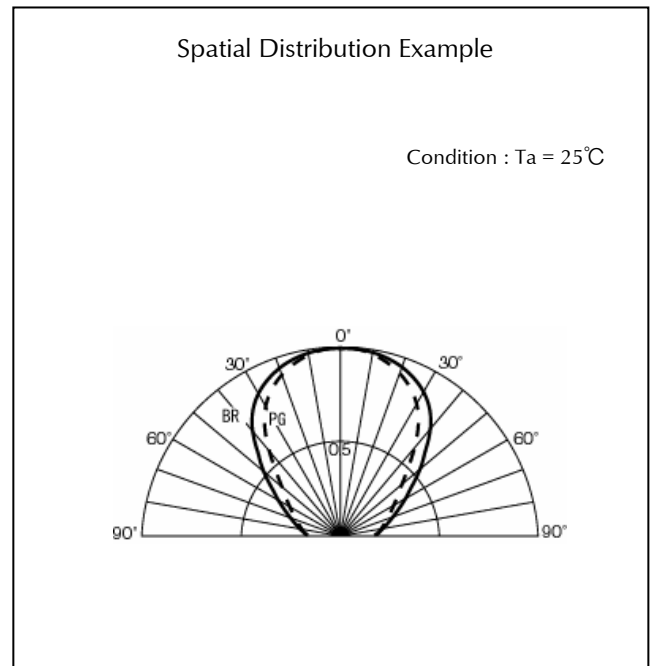 Spatial Distribution Example
Condition : Ta = 25℃
0°
30° 30°
BR PG
60° 60°
0.5
90° 90°